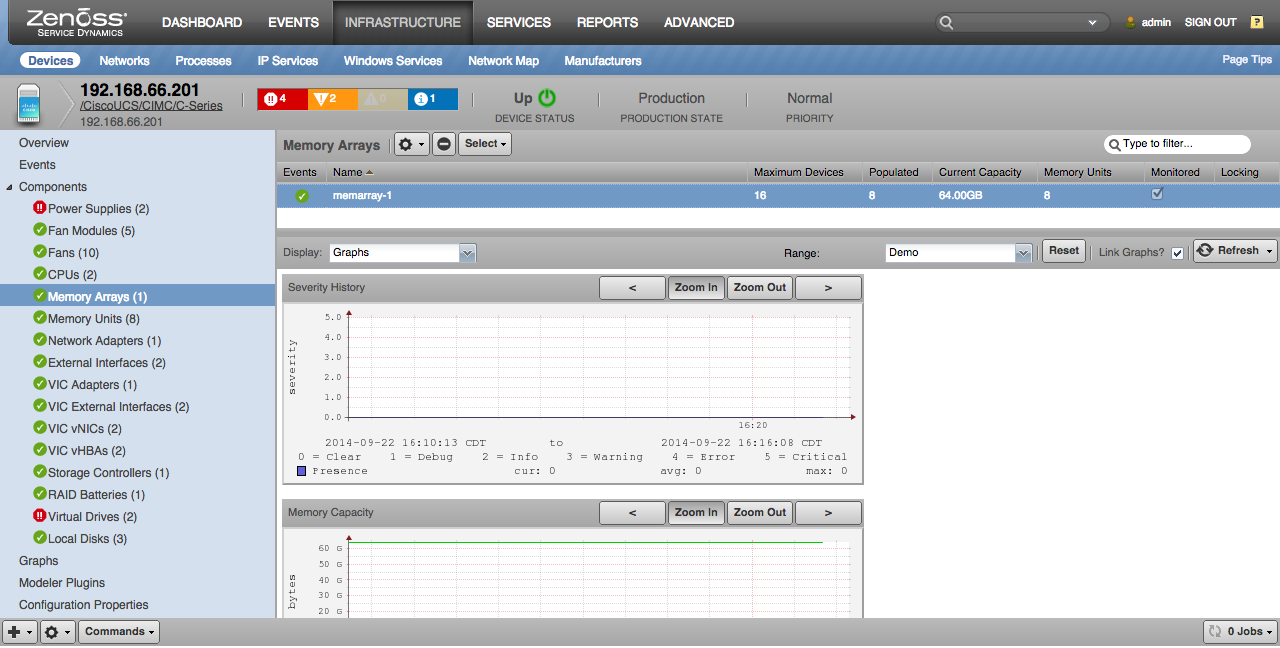 Zenoss DASHBOARD EVENTS INFRASTRUCTURE SERVICES REPORTS ADVANCED admin SIGN OUT ?
SERVICE DYNAMICS
Devices Networks Processes IP Services Windows Services Network Map Manufacturers Page Tips
192.168.66.201
/CiscoUCS/CIMC/C-Series
192.168.66.201
4 2 0 1
Up
DEVICE STATUS
Production
PRODUCTION STATE
Normal
PRIORITY
Overview
Events
Components
Power Supplies (2)
Fan Modules (5)
Fans (10)
CPUs (2)
Memory Arrays (1)
Memory Units (8)
Network Adapters (1)
External Interfaces (2)
VIC Adapters (1)
VIC External Interfaces (2)
VIC vNICs (2)
VIC vHBAs (2)
Storage Controllers (1)
RAID Batteries (1)
Virtual Drives (2)
Local Disks (3)
Graphs
Modeler Plugins
Configuration Properties
Memory Arrays Select Type to filter...
Events Name Maximum Devices Populated Current Capacity Memory Units Monitored Locking
memarray-1 16 8 64.00GB 8
Display: Graphs Range: Demo Reset Link Graphs? Refresh
Severity History < Zoom In Zoom Out >
severity
5.0
4.0
3.0
2.0
1.0
0.0
16:20
2014-09-22 16:10:13 CDT to 2014-09-22 16:16:08 CDT
0 = Clear 1 = Debug 2 = Info 3 = Warning 4 = Error 5 = Critical
Presence cur: 0 avg: 0 max: 0
Memory Capacity < Zoom In Zoom Out >
bytes
60 G
50 G
40 G
30 G
20 G
Commands 0 Jobs